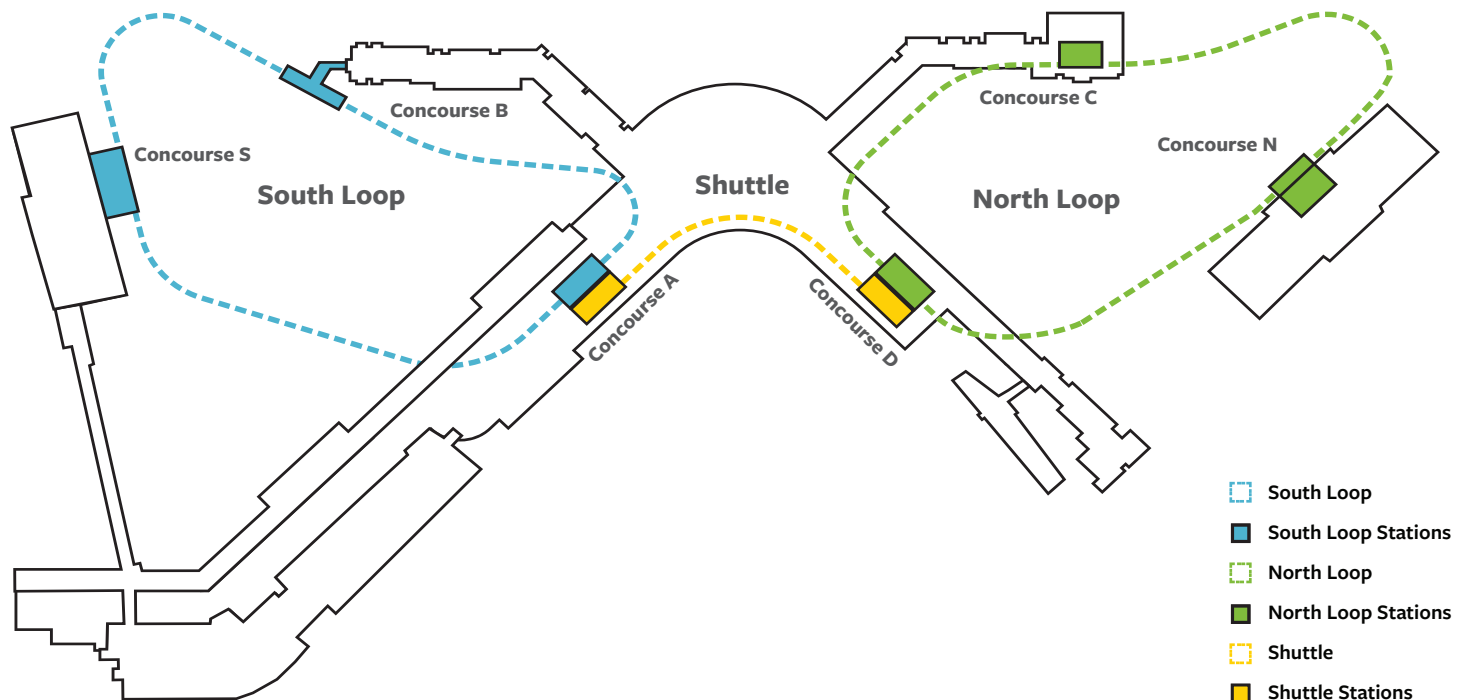 Concourse B
Concourse C
Concourse S
Concourse N
South Loop
Shuttle
North Loop
Concourse A
Concourse D
South Loop
South Loop Stations
North Loop
North Loop Stations
Shuttle
Shuttle Stations